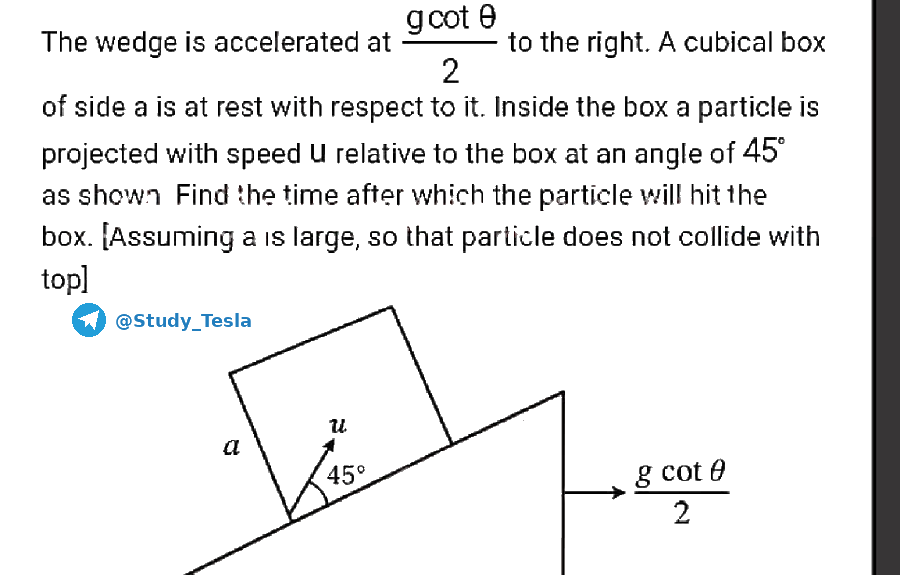 The wedge is accelerated at g cot θ / 2 to the right. A cubical box
of side a is at rest with respect to it. Inside the box a particle is
projected with speed u relative to the box at an angle of 45°
as shown Find the time after which the particle will hit the
box. [Assuming a is large, so that particle does not collide with
top]
@Study_Tesla
u
a
45°
g cot θ / 2